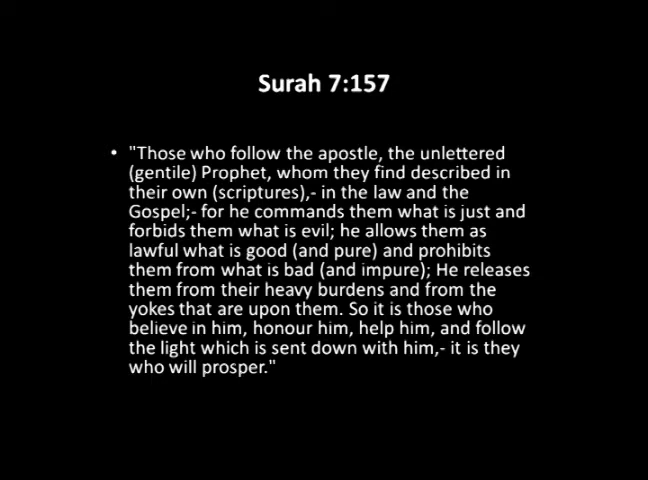 Surah 7:157
• "Those who follow the apostle, the unlettered
(gentile) Prophet, whom they find described in
their own (scriptures),- in the law and the
Gospel;- for he commands them what is just and
forbids them what is evil; he allows them as
lawful what is good (and pure) and prohibits
them from what is bad (and impure); He releases
them from their heavy burdens and from the
yokes that are upon them. So it is those who
believe in him, honour him, help him, and follow
the light which is sent down with him,- it is they
who will prosper."